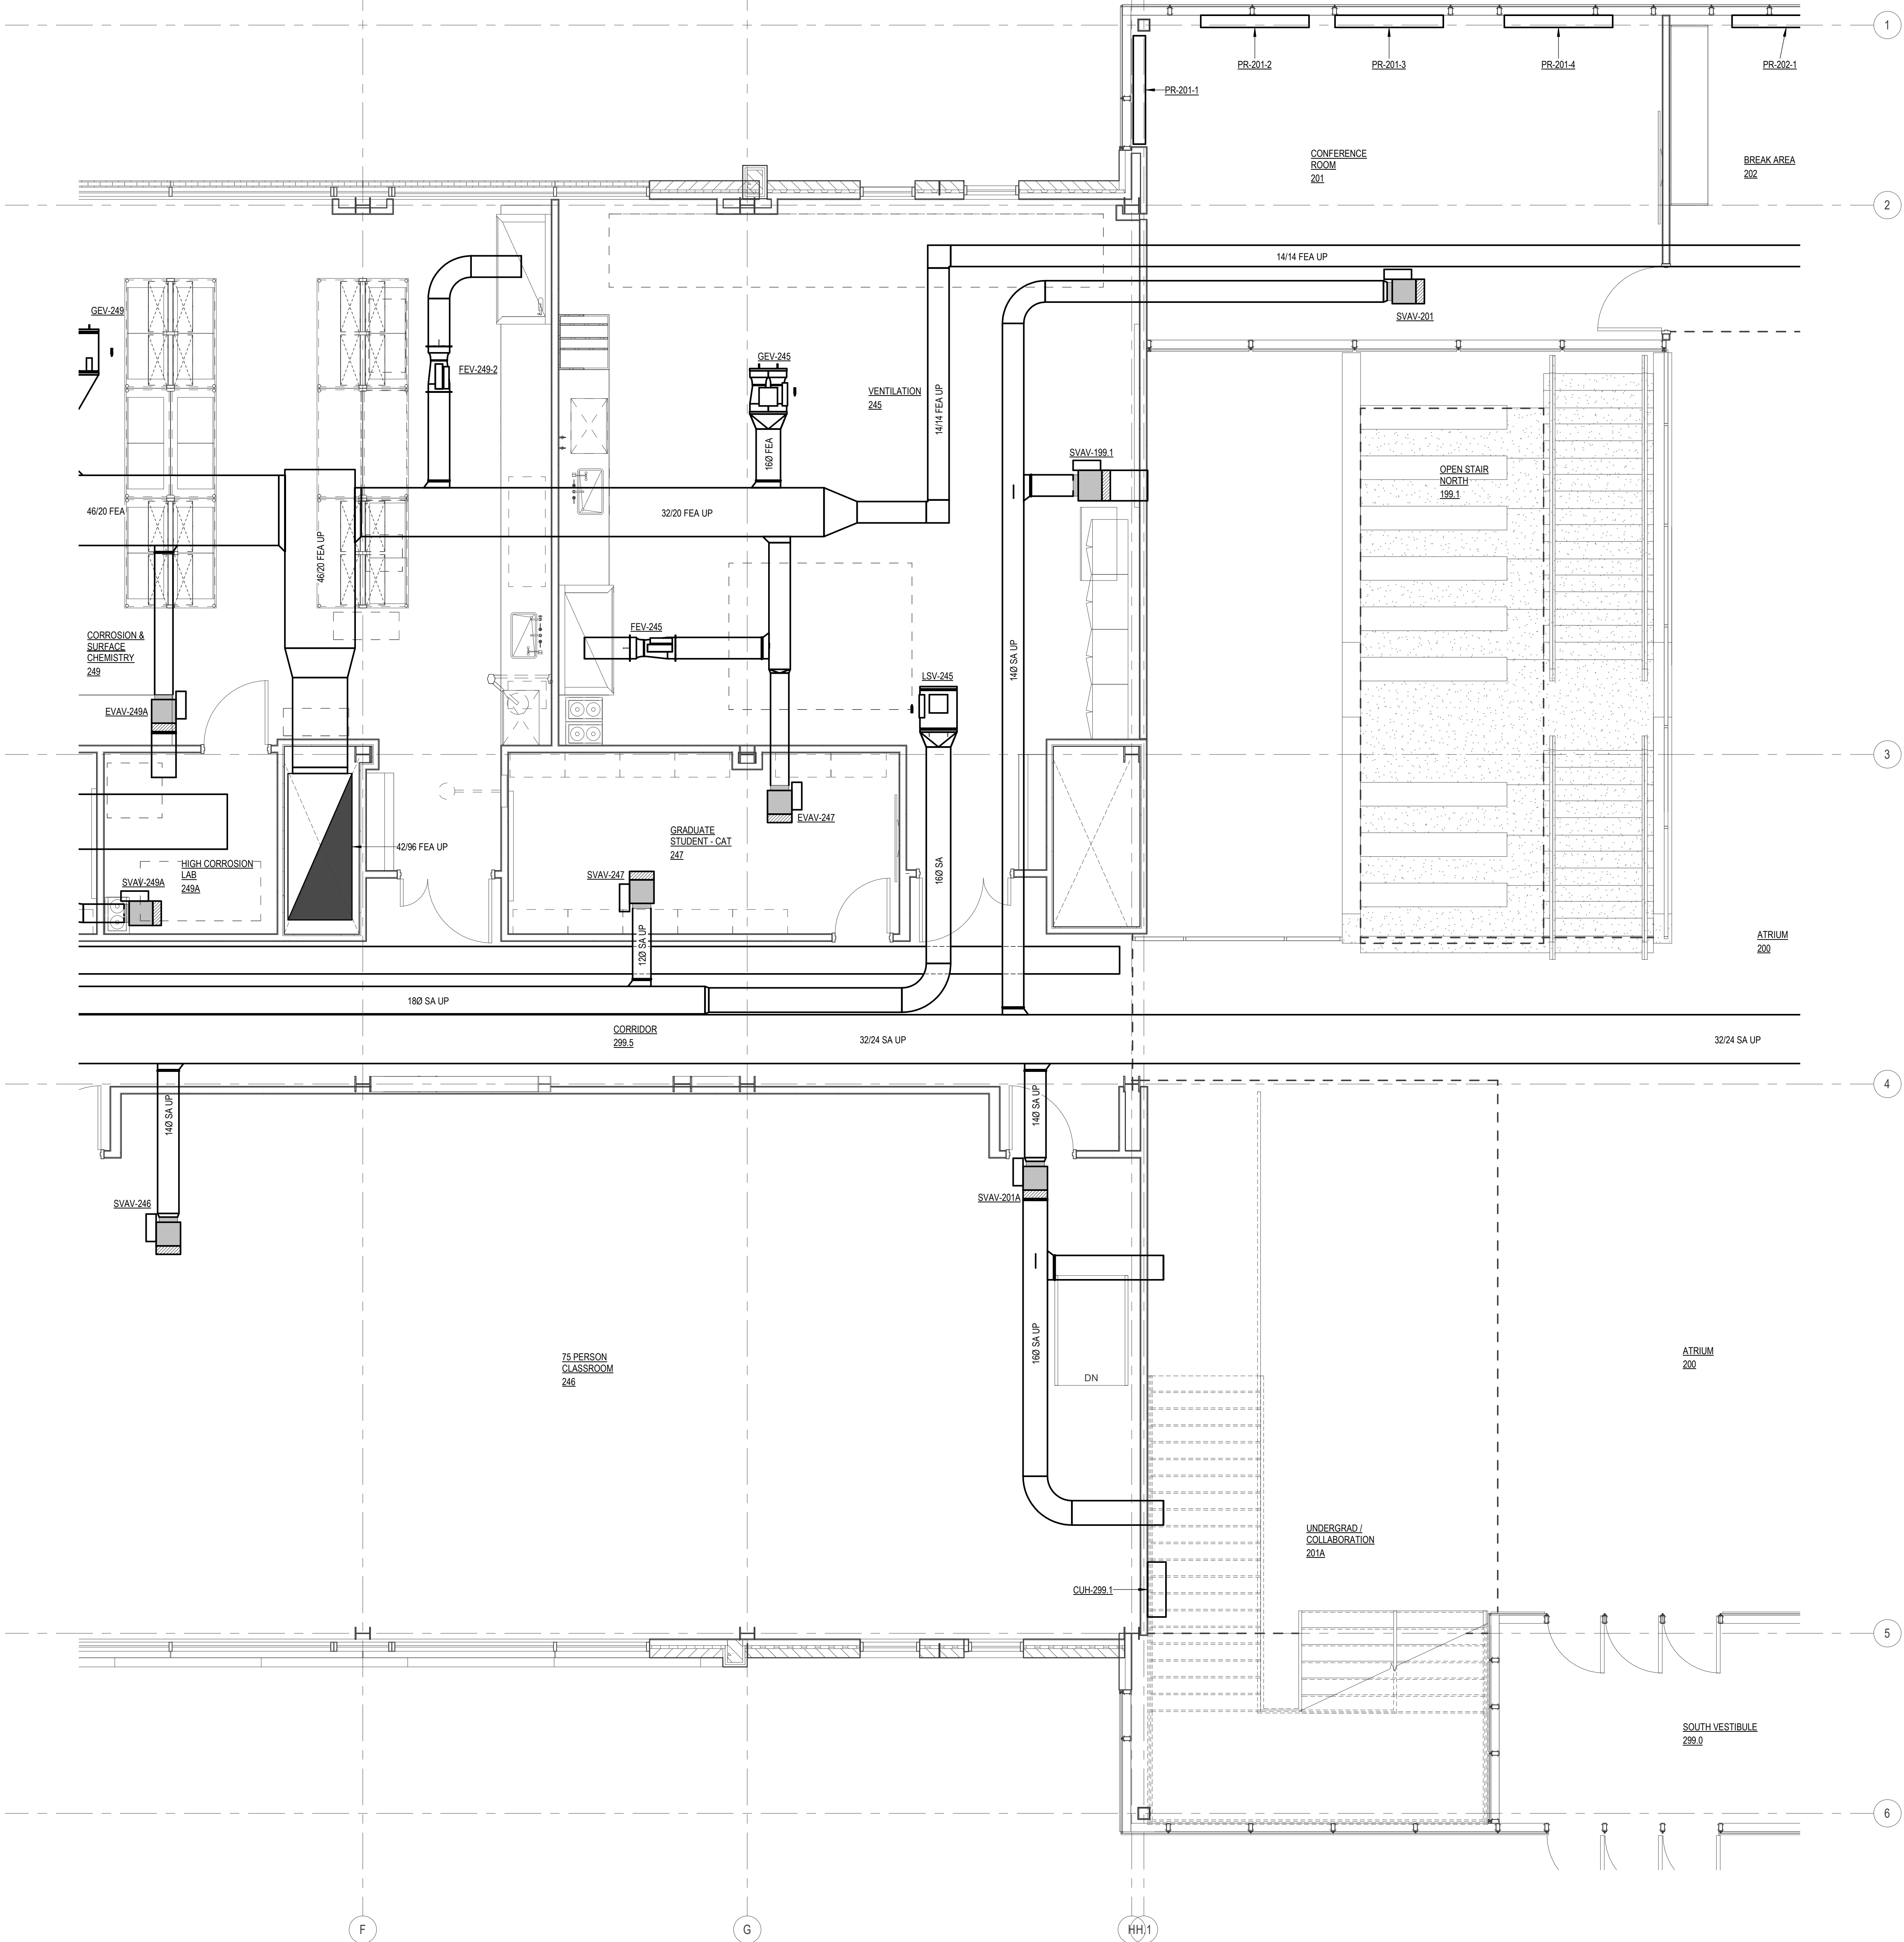 1
PR-201-2
PR-201-3
PR-201-4
PR-202-1
PR-201-1
CONFERENCE
ROOM
201
BREAK AREA
202
2
14/14 FEA UP
GEV-249
SVAV-201
FEV-249-2
GEV-245
VENTILATION
245
14/14 FEA UP
16Ø FEA
SVAV-199.1
OPEN STAIR
NORTH
199.1
46/20 FEA
32/20 FEA UP
46/20 FEA UP
CORROSION &
SURFACE
CHEMISTRY
249
FEV-245
14Ø SA UP
LSV-245
EVAV-249A
3
EVAV-247
GRADUATE
STUDENT - CAT
247
42/96 FEA UP
HIGH CORROSION
LAB
249A
SVAV-249A
SVAV-247
16Ø SA
12Ø SA UP
ATRIUM
200
18Ø SA UP
CORRIDOR
299.5
32/24 SA UP
32/24 SA UP
4
14Ø SA UP
14Ø SA UP
SVAV-246
SVAV-201A
16Ø SA UP
75 PERSON
CLASSROOM
246
DN
ATRIUM
200
UNDERGRAD /
COLLABORATION
201A
CUH-299.1
5
SOUTH VESTIBULE
299.0
6
F
G
H
H.1